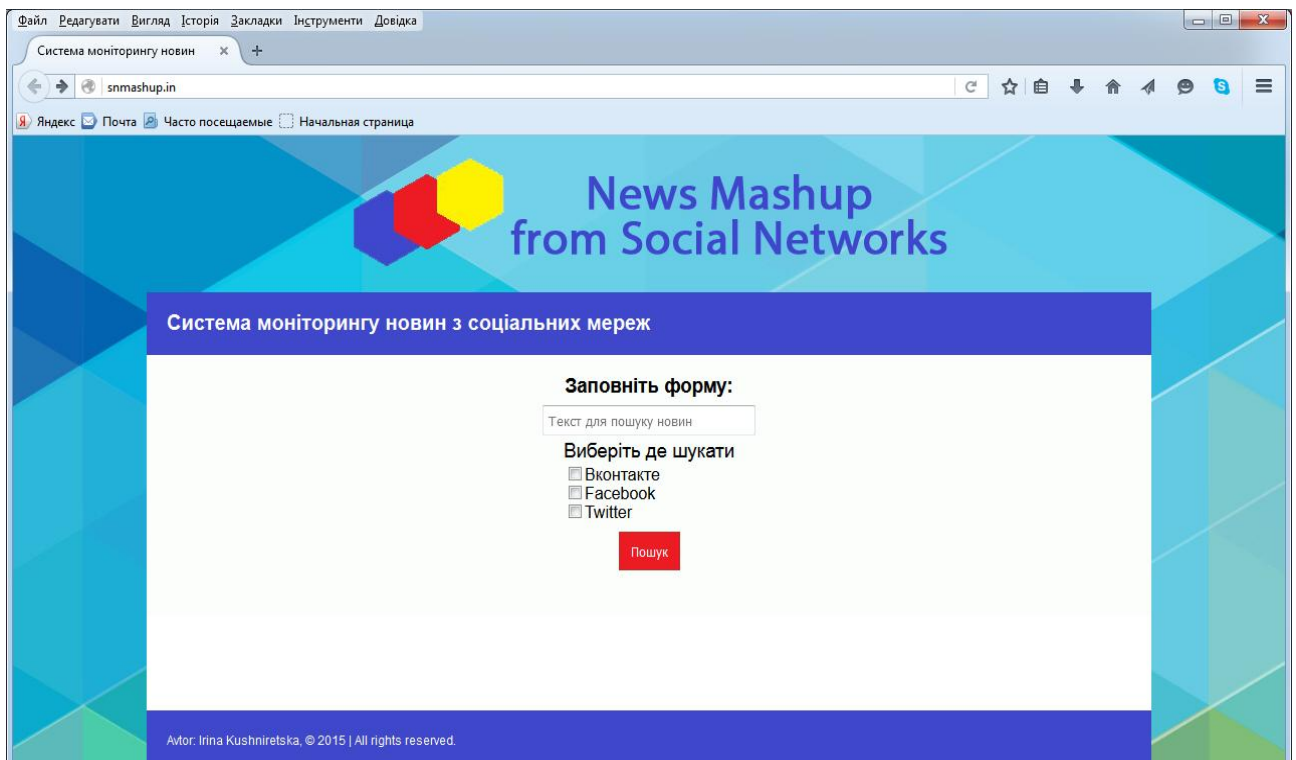 Файл Редагувати Вигляд Історія Закладки Інструменти Довідка
Система моніторингу новин × +
snmashup.in
Яндекс Почта Часто посещаемые Начальная страница
News Mashup
from Social Networks
Система моніторингу новин з соціальних мереж
Заповніть форму:
Текст для пошуку новин
Виберіть де шукати
Вконтакте
Facebook
Twitter
Пошук
Avtor: Irina Kushniretska, © 2015 | All rights reserved.